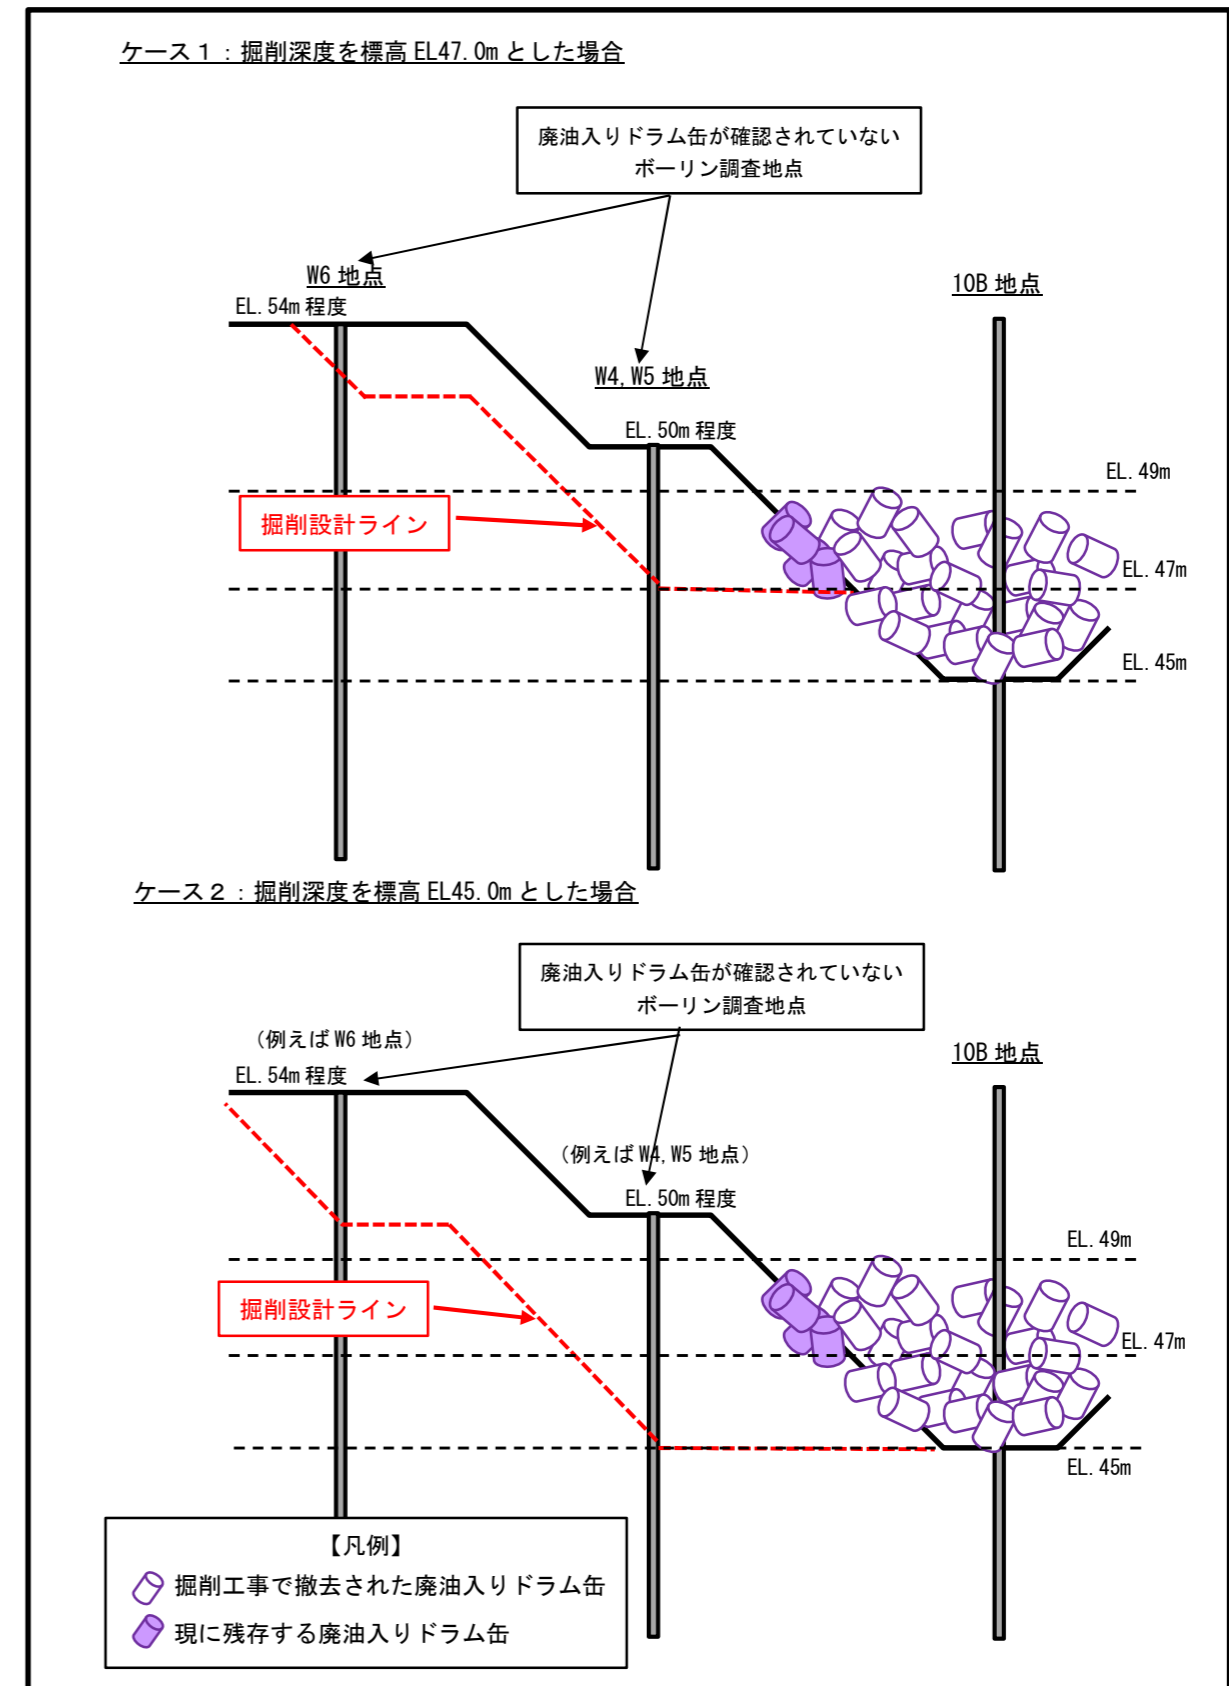 ケース１：掘削深度を標高 EL47.0m とした場合
廃油入りドラム缶が確認されていない
ボーリン調査地点
W6 地点
EL.54m 程度
10B 地点
W4,W5 地点
EL.50m 程度
EL.49m
掘削設計ライン
EL.47m
EL.45m
ケース２：掘削深度を標高 EL45.0m とした場合
廃油入りドラム缶が確認されていない
ボーリン調査地点
（例えば W6 地点）
EL.54m 程度
10B 地点
（例えば W4,W5 地点）
EL.50m 程度
EL.49m
掘削設計ライン
EL.47m
EL.45m
【凡例】
掘削工事で撤去された廃油入りドラム缶
現に残存する廃油入りドラム缶